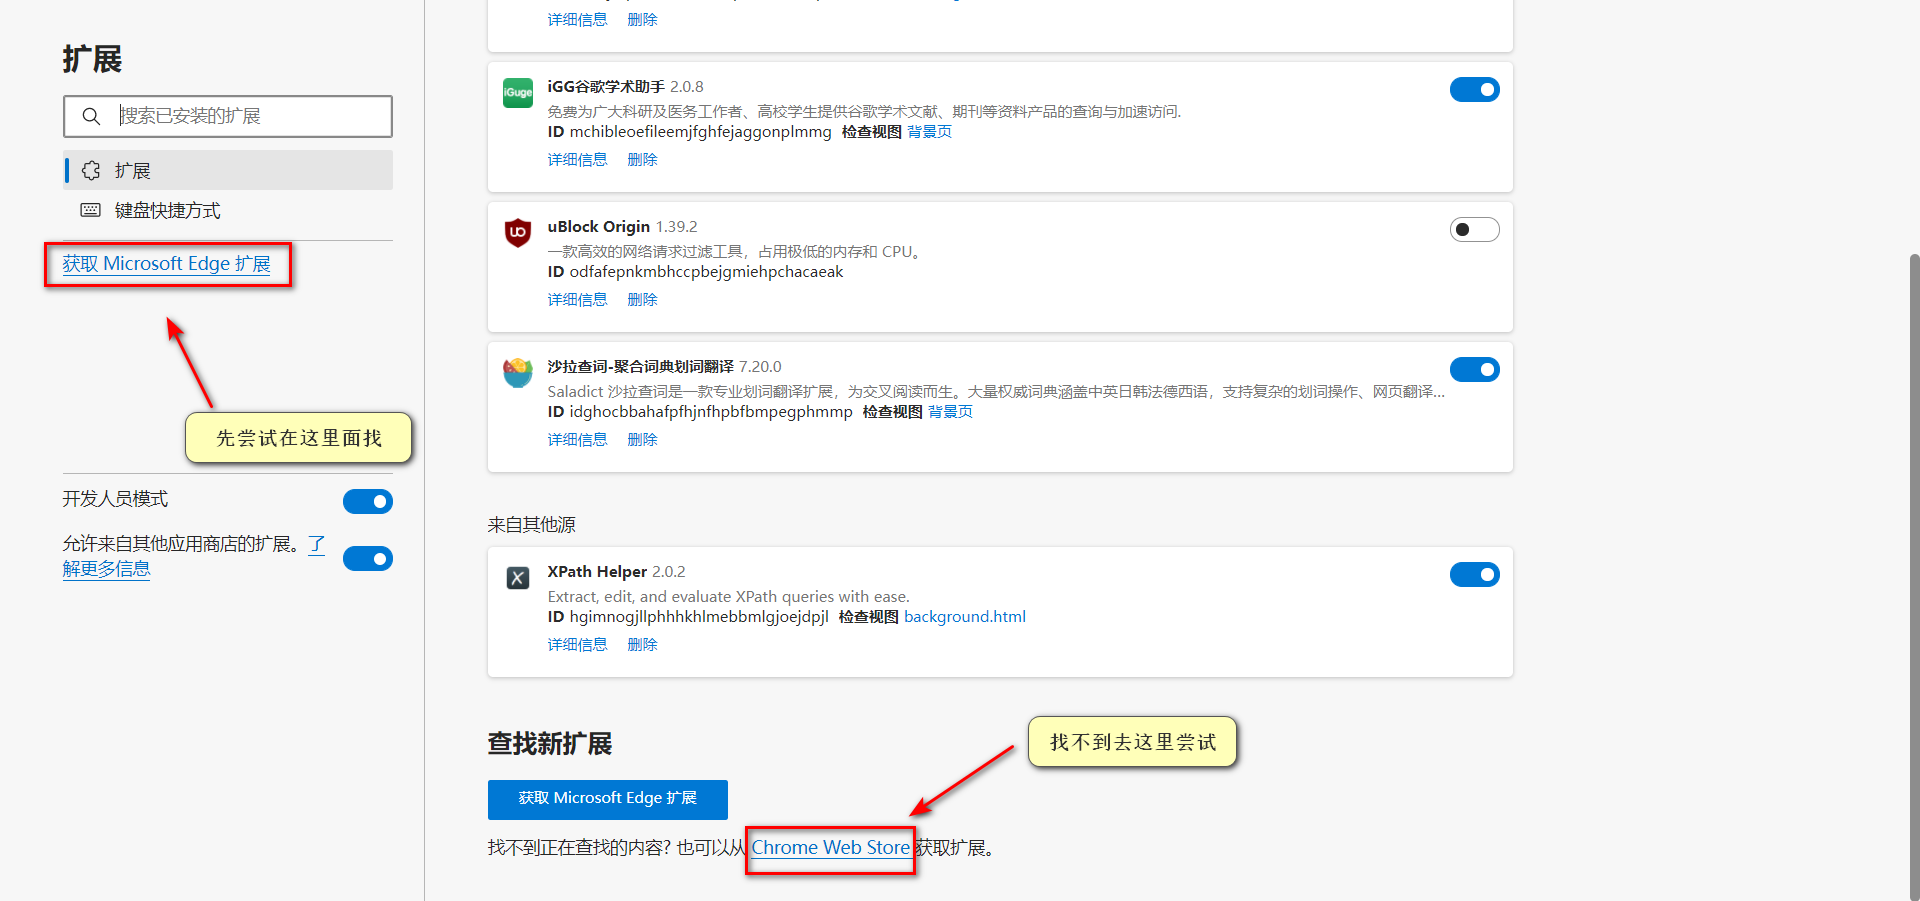 扩展
搜索已安装的扩展
扩展
键盘快捷方式
获取 Microsoft Edge 扩展
先尝试在这里面找
开发人员模式
允许来自其他应用商店的扩展。了
解更多信息
详细信息 删除
iGuge
iGG谷歌学术助手 2.0.8
免费为广大科研及医务工作者、高校学生提供谷歌学术文献、期刊等资料产品的查询与加速访问.
ID mchibleoefileemjfghfejaggonplmmg 检查视图 背景页
详细信息 删除
uBlock Origin 1.39.2
一款高效的网络请求过滤工具，占用极低的内存和 CPU。
ID odfafepnkmbhccpbejgmiehpchacaeak
详细信息 删除
沙拉查词-聚合词典划词翻译 7.20.0
Saladict 沙拉查词是一款专业划词翻译扩展，为交叉阅读而生。大量权威词典涵盖中英日韩法德西语，支持复杂的划词操作、网页翻译...
ID idghocbbahafpfhjnfhpbfbmpegphmmp 检查视图 背景页
详细信息 删除
来自其他源
XPath Helper 2.0.2
Extract, edit, and evaluate XPath queries with ease.
ID hgimnogjllphhhkhlmebbmlgjoejdpjl 检查视图 background.html
详细信息 删除
查找新扩展
找不到去这里尝试
获取 Microsoft Edge 扩展
找不到正在查找的内容? 也可以从 Chrome Web Store 获取扩展。